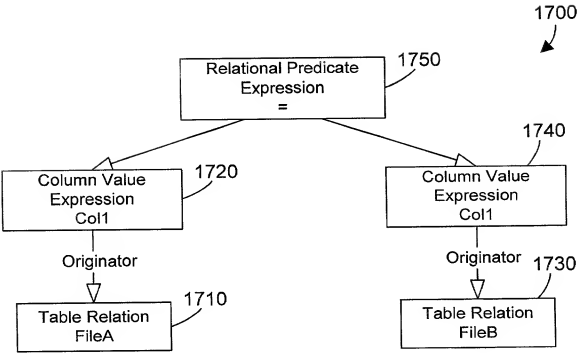 1700
1750
Relational Predicate
Expression
=
1720
Column Value
Expression
Col1
1740
Column Value
Expression
Col1
Originator
Originator
1710
Table Relation
FileA
1730
Table Relation
FileB